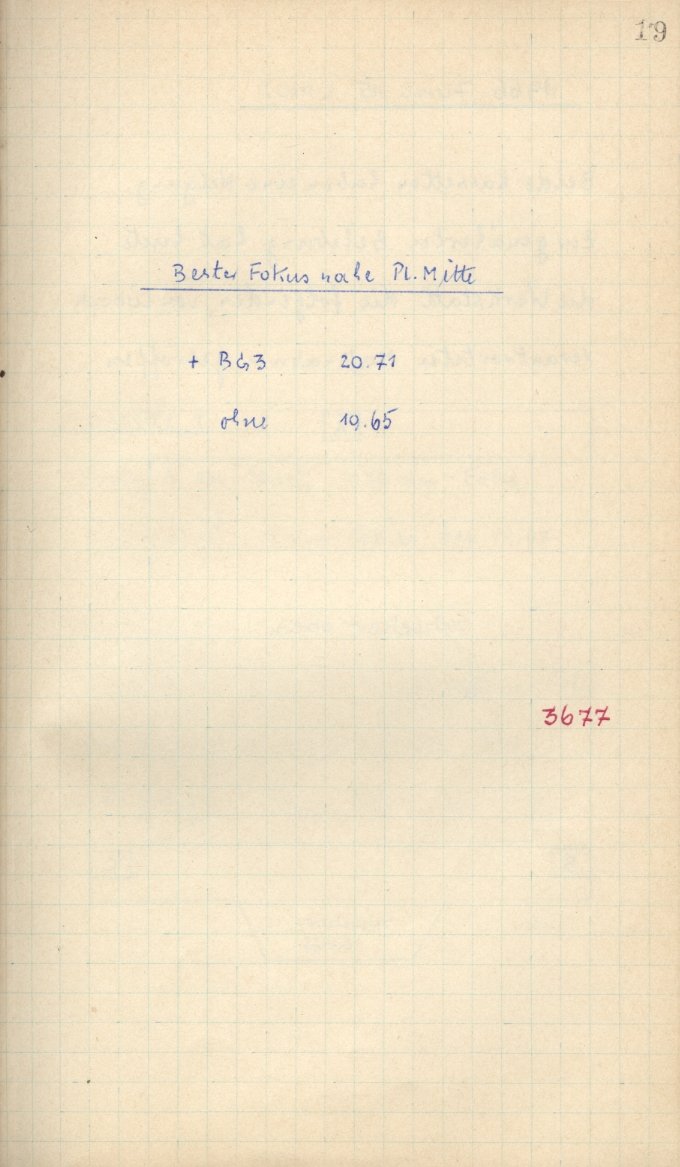 19
Bester Fokus nahe Pl. Mitte
+ BG3 20.71
ohne 19.65
3677